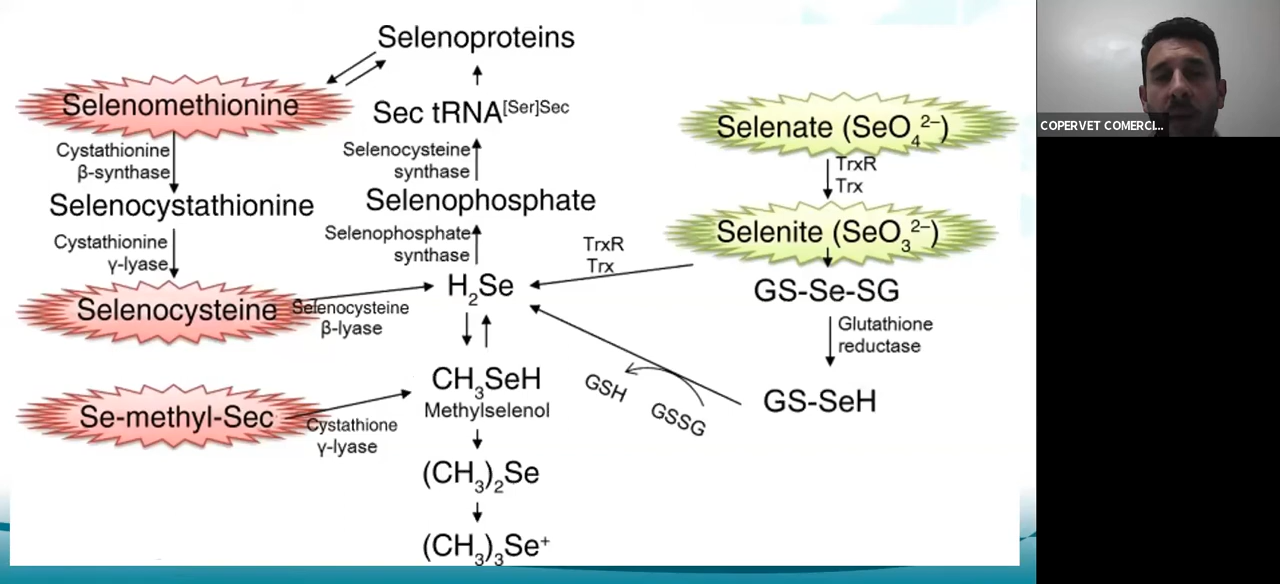 Selenoproteins
Selenomethionine
Sec tRNA[Ser]Sec
Cystathionine
β-synthase
Selenocysteine
synthase
Selenocystathionine
Selenophosphate
Cystathionine
γ-lyase
Selenophosphate
synthase
Selenocysteine
Selenocysteine
β-lyase
H₂Se
TrxR
Trx
Selenate (SeO₄²⁻)
TrxR
Trx
Selenite (SeO₃²⁻)
GS-Se-SG
Glutathione
reductase
GS-SeH
GSH
GSSG
CH₃SeH
Methylselenol
Se-methyl-Sec
Cystathione
γ-lyase
(CH₃)₂Se
(CH₃)₃Se⁺
COPERVET COMERCI...